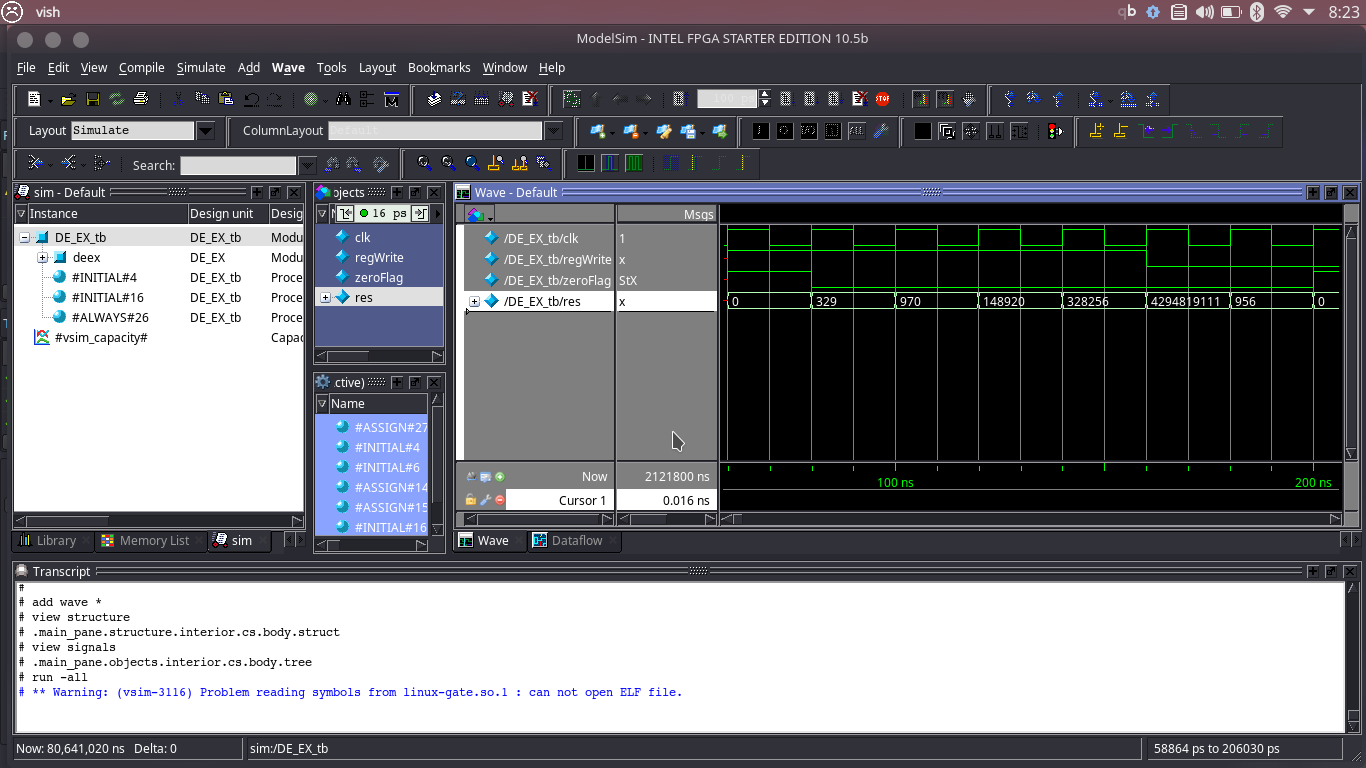 vish
qb
8:23
ModelSim - INTEL FPGA STARTER EDITION 10.5b
File Edit View Compile Simulate Add Wave Tools Layout Bookmarks Window Help
100 ps
STOP
Layout Simulate
ColumnLayout Default
Search:
sim - Default
Instance Design unit Desig
DE_EX_tb DE_EX_tb Modu
deex DE_EX Modu
#INITIAL#4 DE_EX_tb Proce
#INITIAL#16 DE_EX_tb Proce
#ALWAYS#26 DE_EX_tb Proce
#vsim_capacity# Capac
Library Memory List sim
bjects
16 ps
clk
regWrite
zeroFlag
res
ctive)
Name
#ASSIGN#27
#INITIAL#4
#INITIAL#6
#ASSIGN#14
#ASSIGN#15
#INITIAL#16
Wave - Default
Msgs
/DE_EX_tb/clk 1
/DE_EX_tb/regWrite x
/DE_EX_tb/zeroFlag StX
/DE_EX_tb/res x
0 329 970 148920 328256 4294819111 956 0
Now 2121800 ns
100 ns 200 ns
Cursor 1 0.016 ns
Wave Dataflow
Transcript
#
# add wave *
# view structure
# .main_pane.structure.interior.cs.body.struct
# view signals
# .main_pane.objects.interior.cs.body.tree
# run -all
# ** Warning: (vsim-3116) Problem reading symbols from linux-gate.so.1 : can not open ELF file.
Now: 80,641,020 ns Delta: 0
sim:/DE_EX_tb
58864 ps to 206030 ps